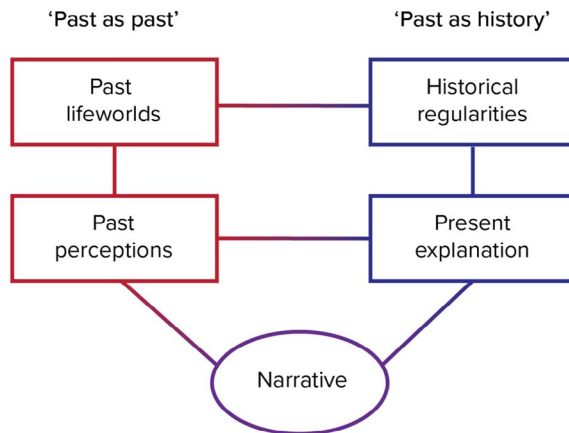 ‘Past as past’
‘Past as history’
Past
lifeworlds
Historical
regularities
Past
perceptions
Present
explanation
Narrative